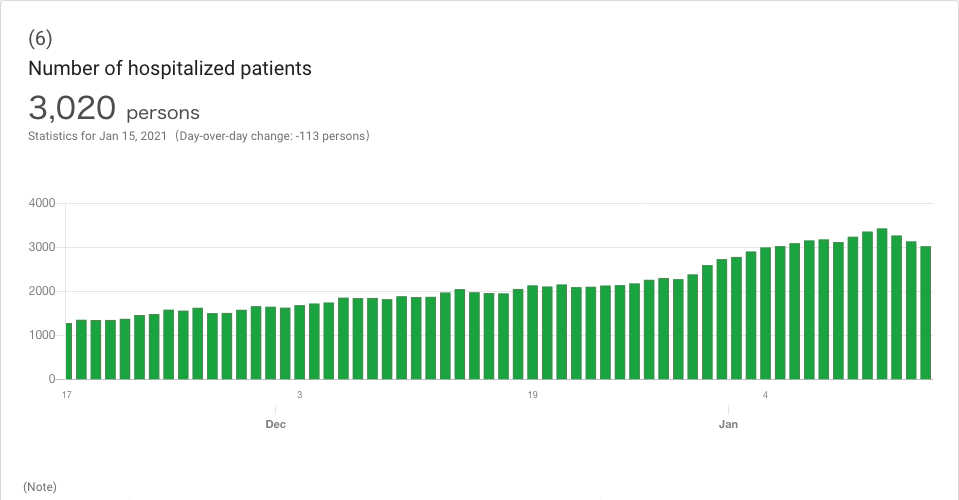 (6)
Number of hospitalized patients
3,020 persons
Statistics for Jan 15, 2021 (Day-over-day change: -113 persons)
4000
3000
2000
1000
0
17 3 19 4
Dec Jan
(Note)